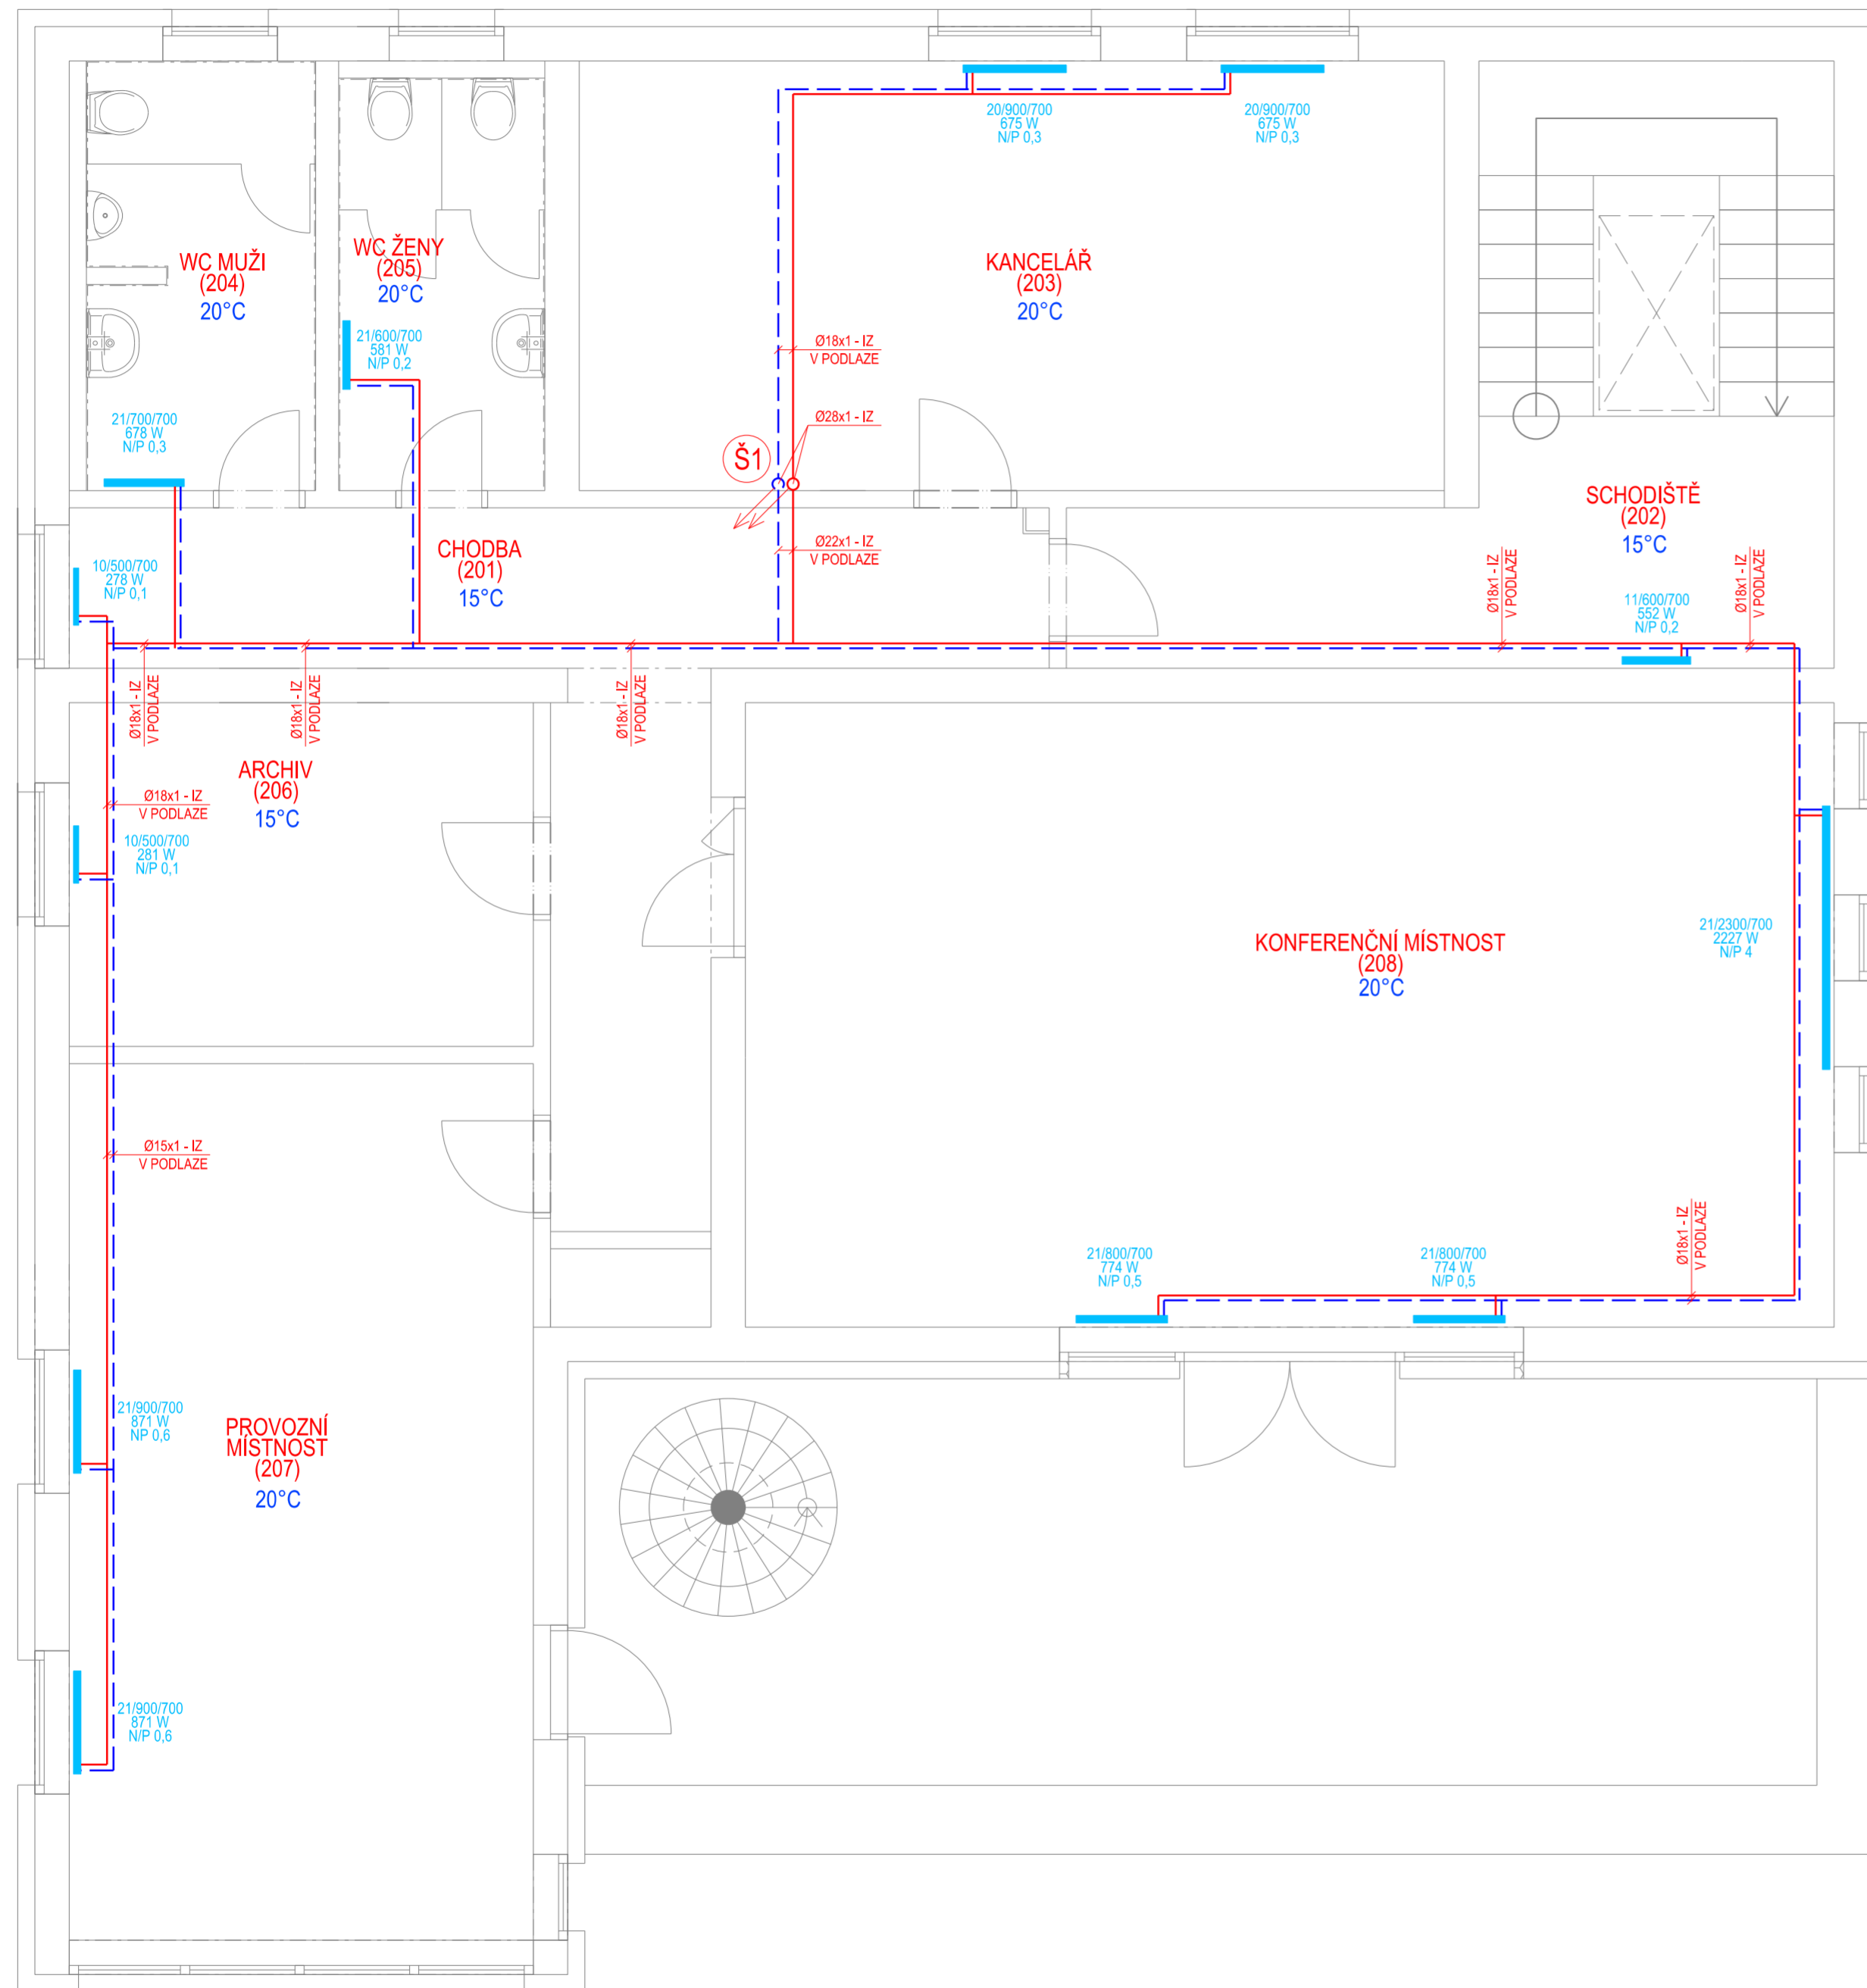 20/900/700
675 W
N/P 0,3
20/900/700
675 W
N/P 0,3
WC MUŽI
(204)
20°C
WC ŽENY
(205)
20°C
KANCELÁŘ
(203)
20°C
21/600/700
581 W
N/P 0,2
Ø18x1 - IZ
V PODLAZE
21/700/700
678 W
N/P 0,3
Ø28x1 - IZ
Š1
SCHODIŠTĚ
(202)
15°C
CHODBA
(201)
15°C
Ø22x1 - IZ
V PODLAZE
10/500/700
278 W
N/P 0,1
Ø18x1 - IZ
V PODLAZE
11/600/700
552 W
N/P 0,2
Ø18x1 - IZ
V PODLAZE
Ø18x1 - IZ
V PODLAZE
Ø18x1 - IZ
V PODLAZE
Ø18x1 - IZ
V PODLAZE
ARCHIV
(206)
15°C
Ø18x1 - IZ
V PODLAZE
10/500/700
281 W
N/P 0,1
KONFERENČNÍ MÍSTNOST
(208)
20°C
21/2300/700
2227 W
N/P 4
Ø15x1 - IZ
V PODLAZE
Ø18x1 - IZ
V PODLAZE
21/800/700
774 W
N/P 0,5
21/800/700
774 W
N/P 0,5
21/900/700
871 W
NP 0,6
PROVOZNÍ
MÍSTNOST
(207)
20°C
21/900/700
871 W
N/P 0,6